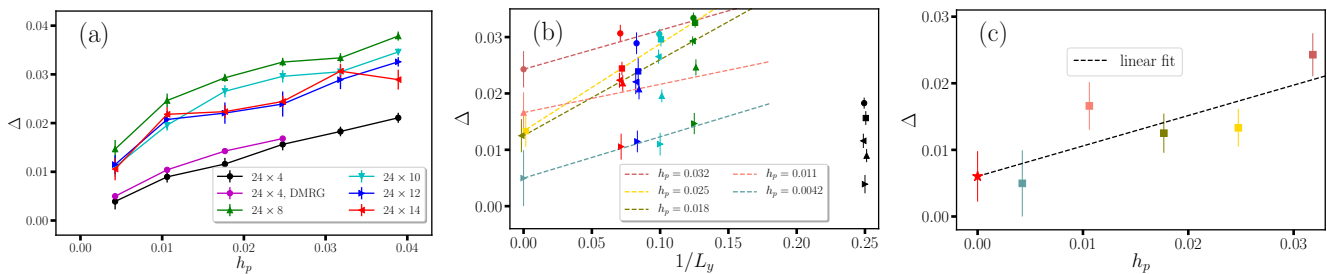 (a)
Δ
0.04
0.03
0.02
0.01
0.00
24 × 4
24 × 4, DMRG
24 × 8
24 × 10
24 × 12
24 × 14
0.00 0.01 0.02 0.03 0.04
h_p
(b)
Δ
0.03
0.02
0.01
0.00
h_p = 0.032
h_p = 0.025
h_p = 0.018
h_p = 0.011
h_p = 0.0042
0.00 0.05 0.10 0.15 0.20 0.25
1/L_y
(c)
Δ
0.03
0.02
0.01
0.00
linear fit
0.00 0.01 0.02 0.03
h_p